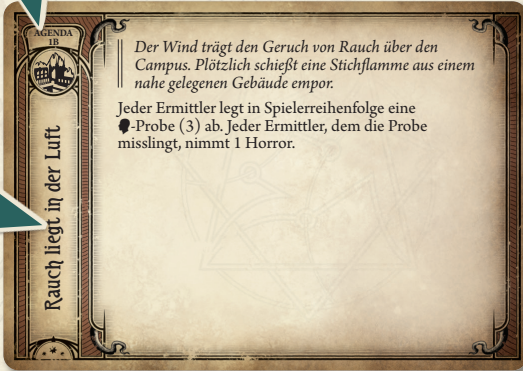 AGENDA
1B
Rauch liegt in der Luft
Der Wind trägt den Geruch von Rauch über den
Campus. Plötzlich schießt eine Stichflamme aus einem
nahe gelegenen Gebäude empor.
Jeder Ermittler legt in Spielerreihenfolge eine
-Probe (3) ab. Jeder Ermittler, dem die Probe
misslingt, nimmt 1 Horror.